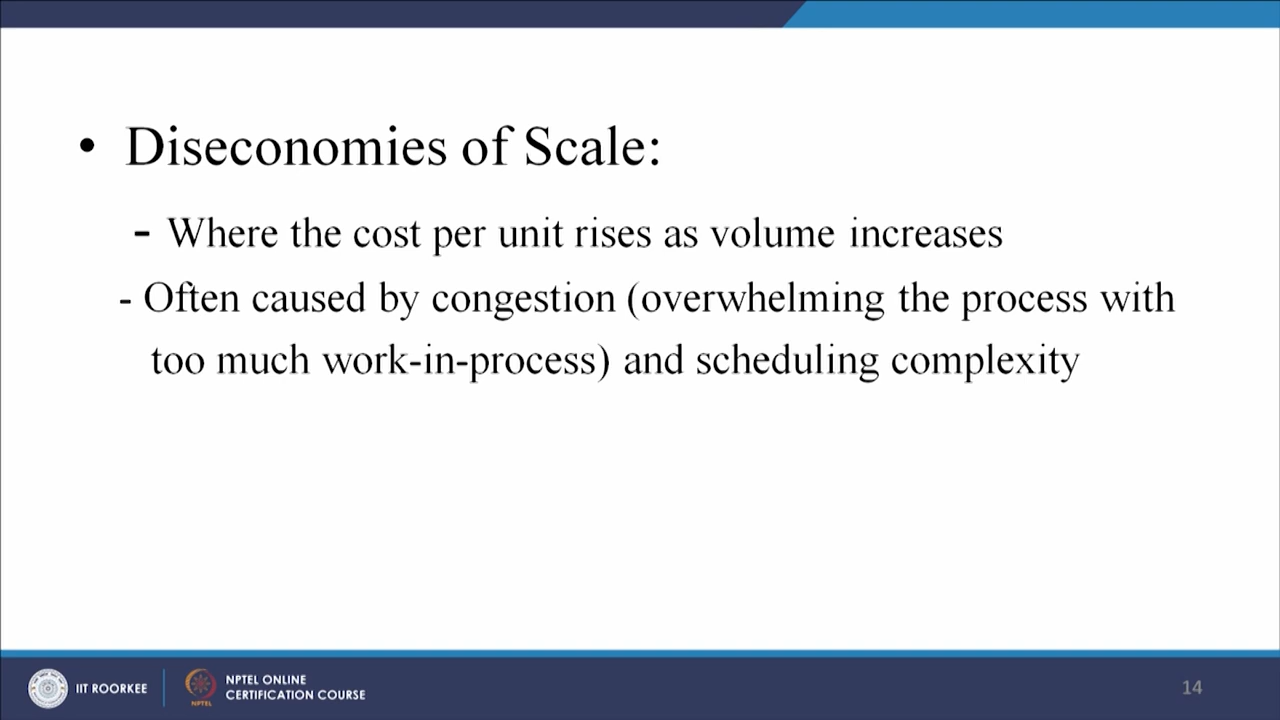 • Diseconomies of Scale:
- Where the cost per unit rises as volume increases
- Often caused by congestion (overwhelming the process with
too much work-in-process) and scheduling complexity
IIT ROORKEE
NPTEL
NPTEL ONLINE
CERTIFICATION COURSE
14